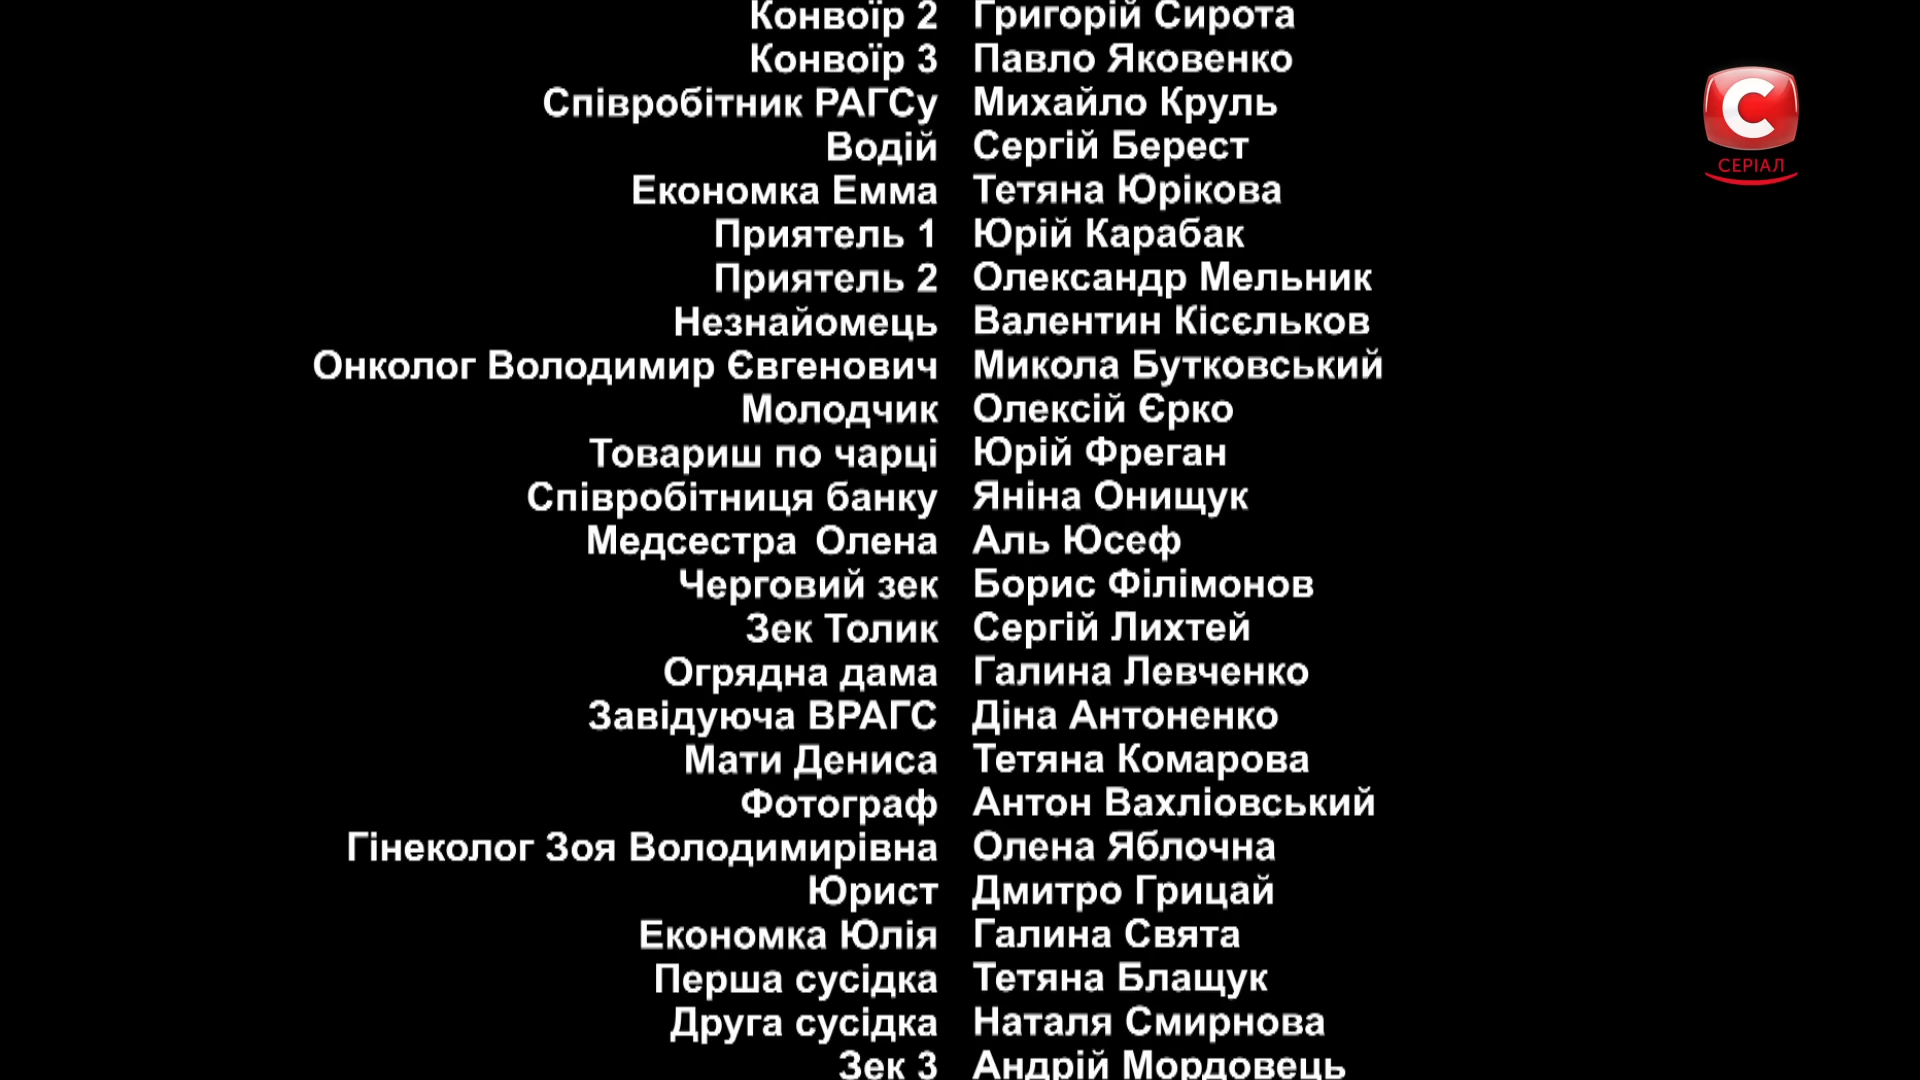 Конвоїр 2 Григорій Сирота
Конвоїр 3 Павло Яковенко
Співробітник РАГСу Михайло Круль
Водій Сергій Берест
Економка Емма Тетяна Юрікова
Приятель 1 Юрій Карабак
Приятель 2 Олександр Мельник
Незнайомець Валентин Кісєльков
Онколог Володимир Євгенович Микола Бутковський
Молодчик Олексій Єрко
Товариш по чарці Юрій Фреган
Співробітниця банку Яніна Онищук
Медсестра Олена Аль Юсеф
Черговий зек Борис Філімонов
Зек Толик Сергій Лихтей
Огрядна дама Галина Левченко
Завідуюча ВРАГС Діна Антоненко
Мати Дениса Тетяна Комарова
Фотограф Антон Вахліовський
Гінеколог Зоя Володимирівна Олена Яблочна
Юрист Дмитро Грицай
Економка Юлія Галина Свята
Перша сусідка Тетяна Блащук
Друга сусідка Наталя Смирнова
Зек 3 Андрій Мордовець
С
СЕРІАЛ